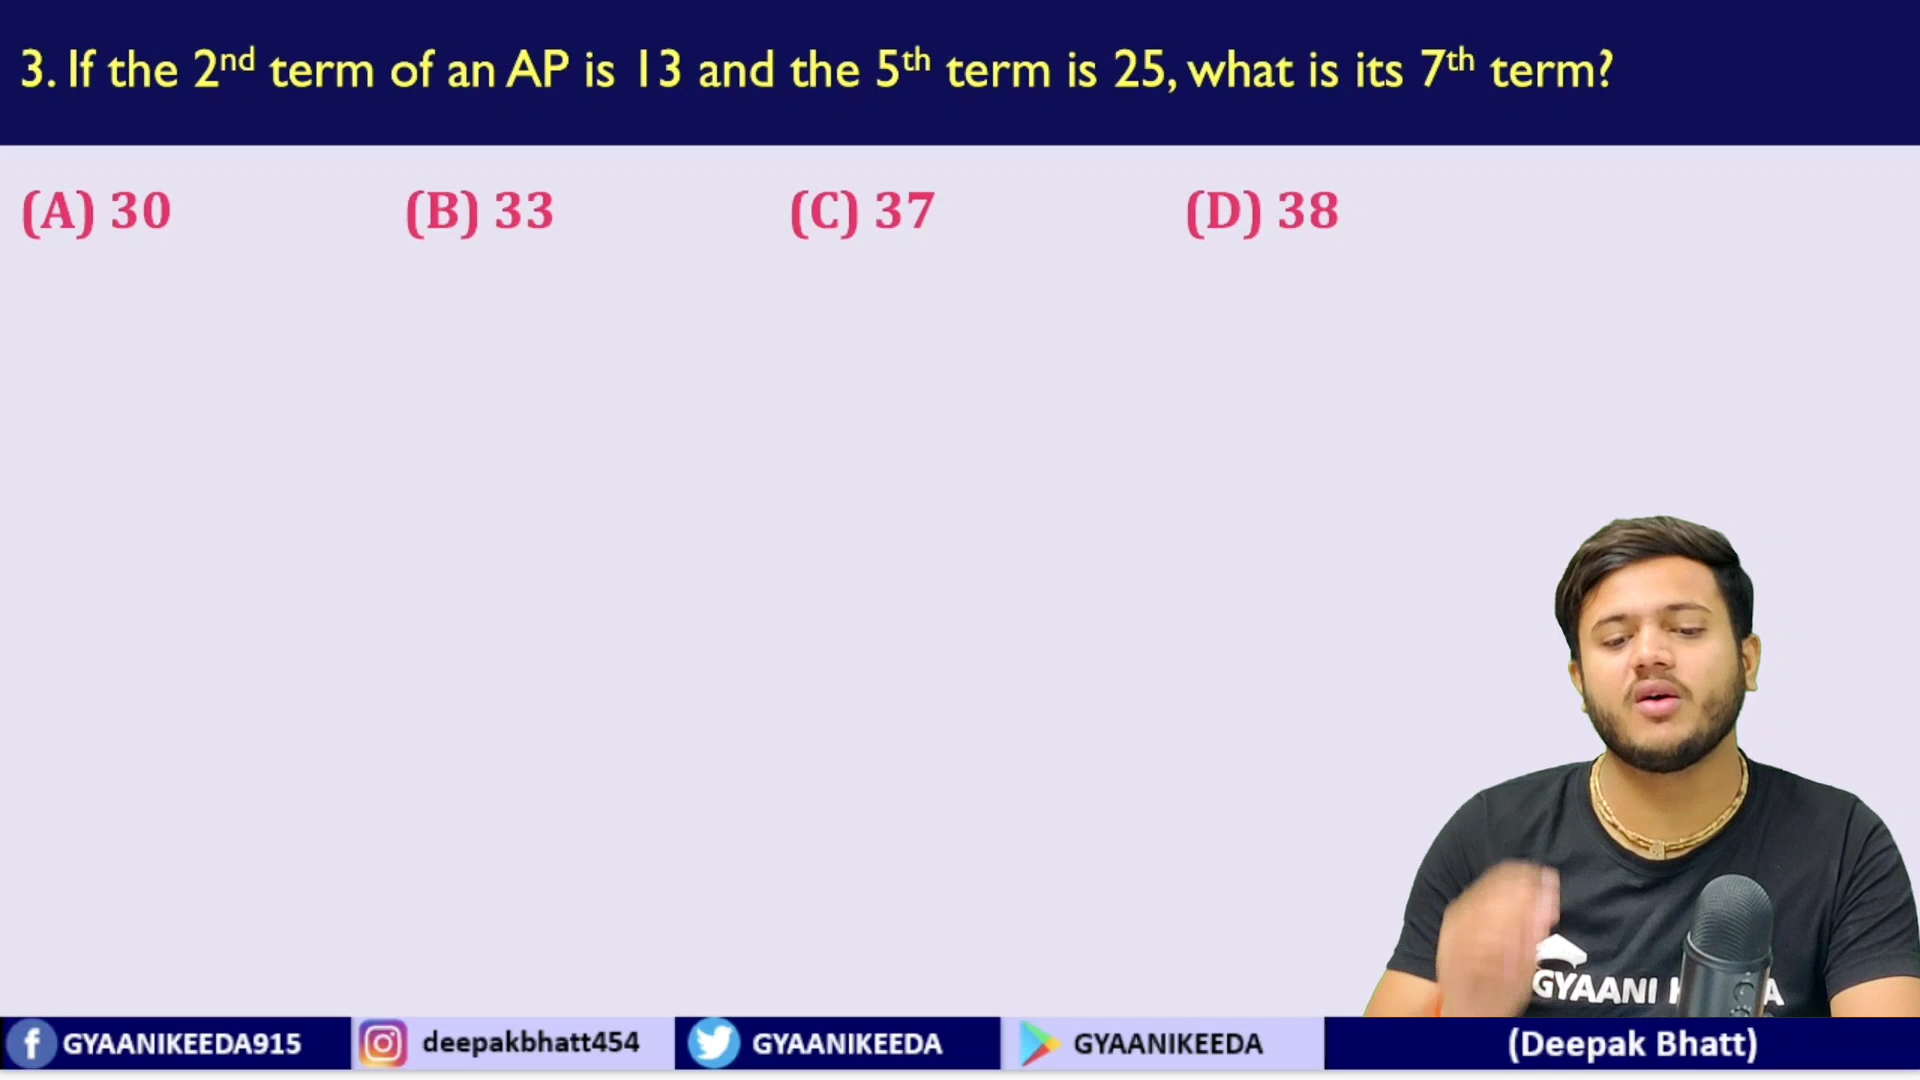 3. If the 2nd term of an AP is 13 and the 5th term is 25, what is its 7th term?
(A) 30 (B) 33 (C) 37 (D) 38
GYAANI
GYAANIKEEDA915 deepakbhatt454 GYAANIKEEDA GYAANIKEEDA (Deepak Bhatt)